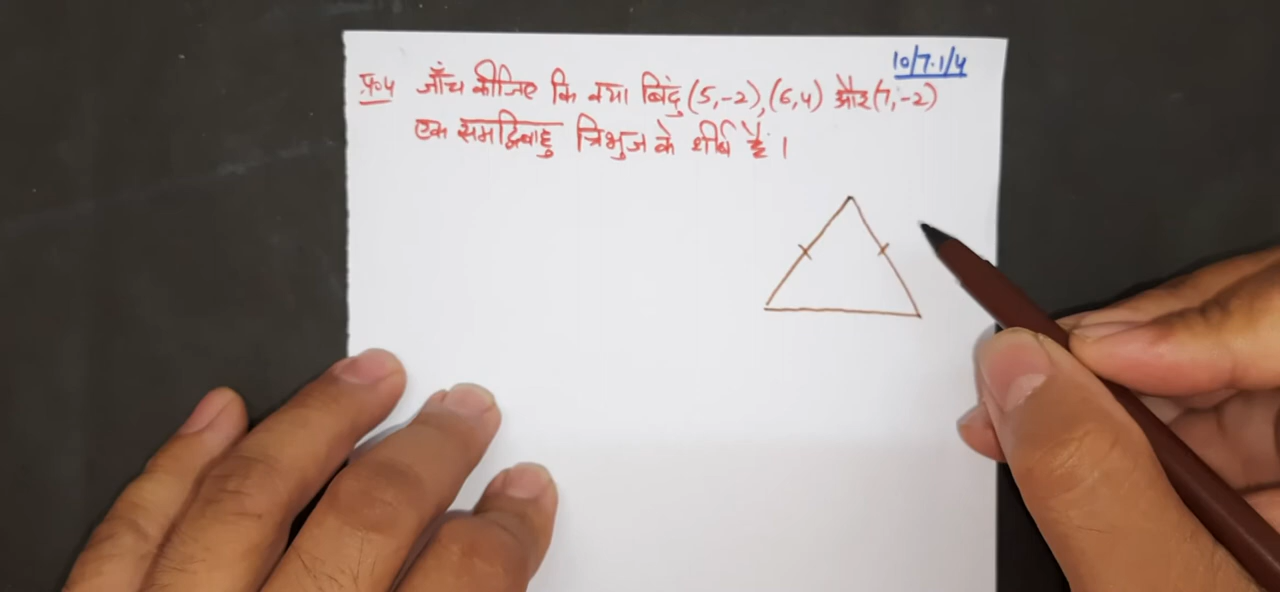 10/7.1/4
प्र०4 जाँच कीजिए कि क्या बिंदु (5,-2), (6,4) और (7,-2)
एक समद्विबाहु त्रिभुज के शीर्ष हैं।